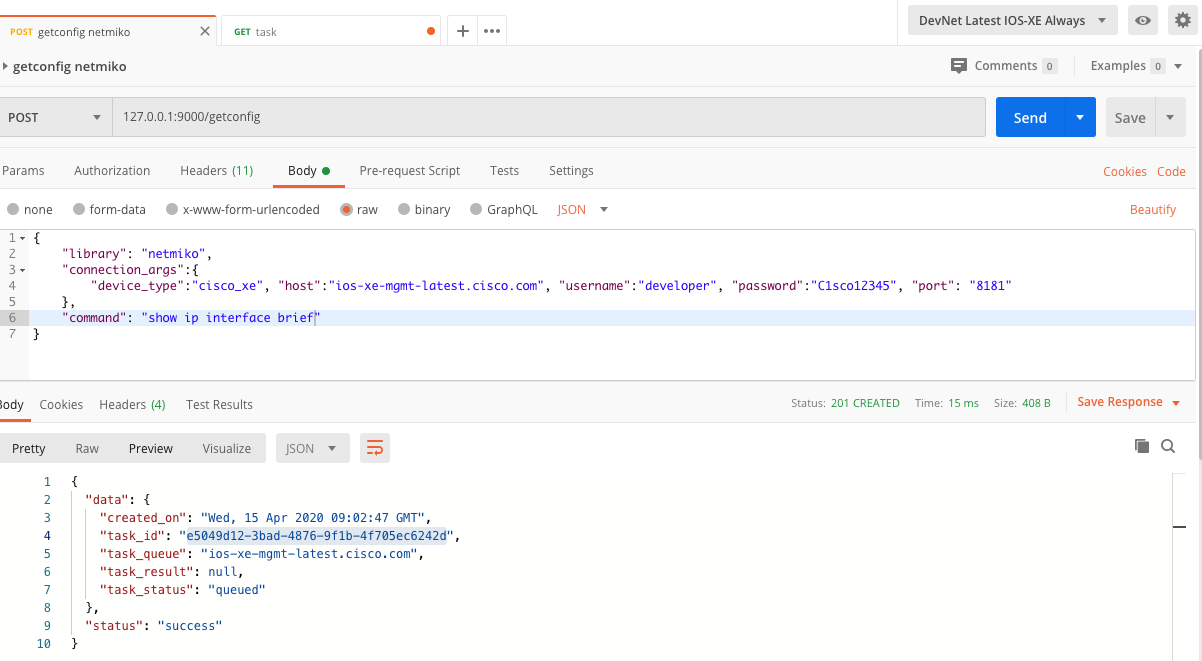 POST getconfig netmiko
GET task
DevNet Latest IOS-XE Always
getconfig netmiko
Comments 0
Examples 0
POST
127.0.0.1:9000/getconfig
Send
Save
Params Authorization Headers (11) Body Pre-request Script Tests Settings Cookies Code
none form-data x-www-form-urlencoded raw binary GraphQL JSON Beautify
1 {
2 "library": "netmiko",
3 "connection_args":{
4 "device_type":"cisco_xe", "host":"ios-xe-mgmt-latest.cisco.com", "username":"developer", "password":"C1sco12345", "port": "8181"
5 },
6 "command": "show ip interface brief"
7 }
Body Cookies Headers (4) Test Results Status: 201 CREATED Time: 15 ms Size: 408 B Save Response
Pretty Raw Preview Visualize JSON
1 {
2 "data": {
3 "created_on": "Wed, 15 Apr 2020 09:02:47 GMT",
4 "task_id": "e5049d12-3bad-4876-9f1b-4f705ec6242d",
5 "task_queue": "ios-xe-mgmt-latest.cisco.com",
6 "task_result": null,
7 "task_status": "queued"
8 },
9 "status": "success"
10 }